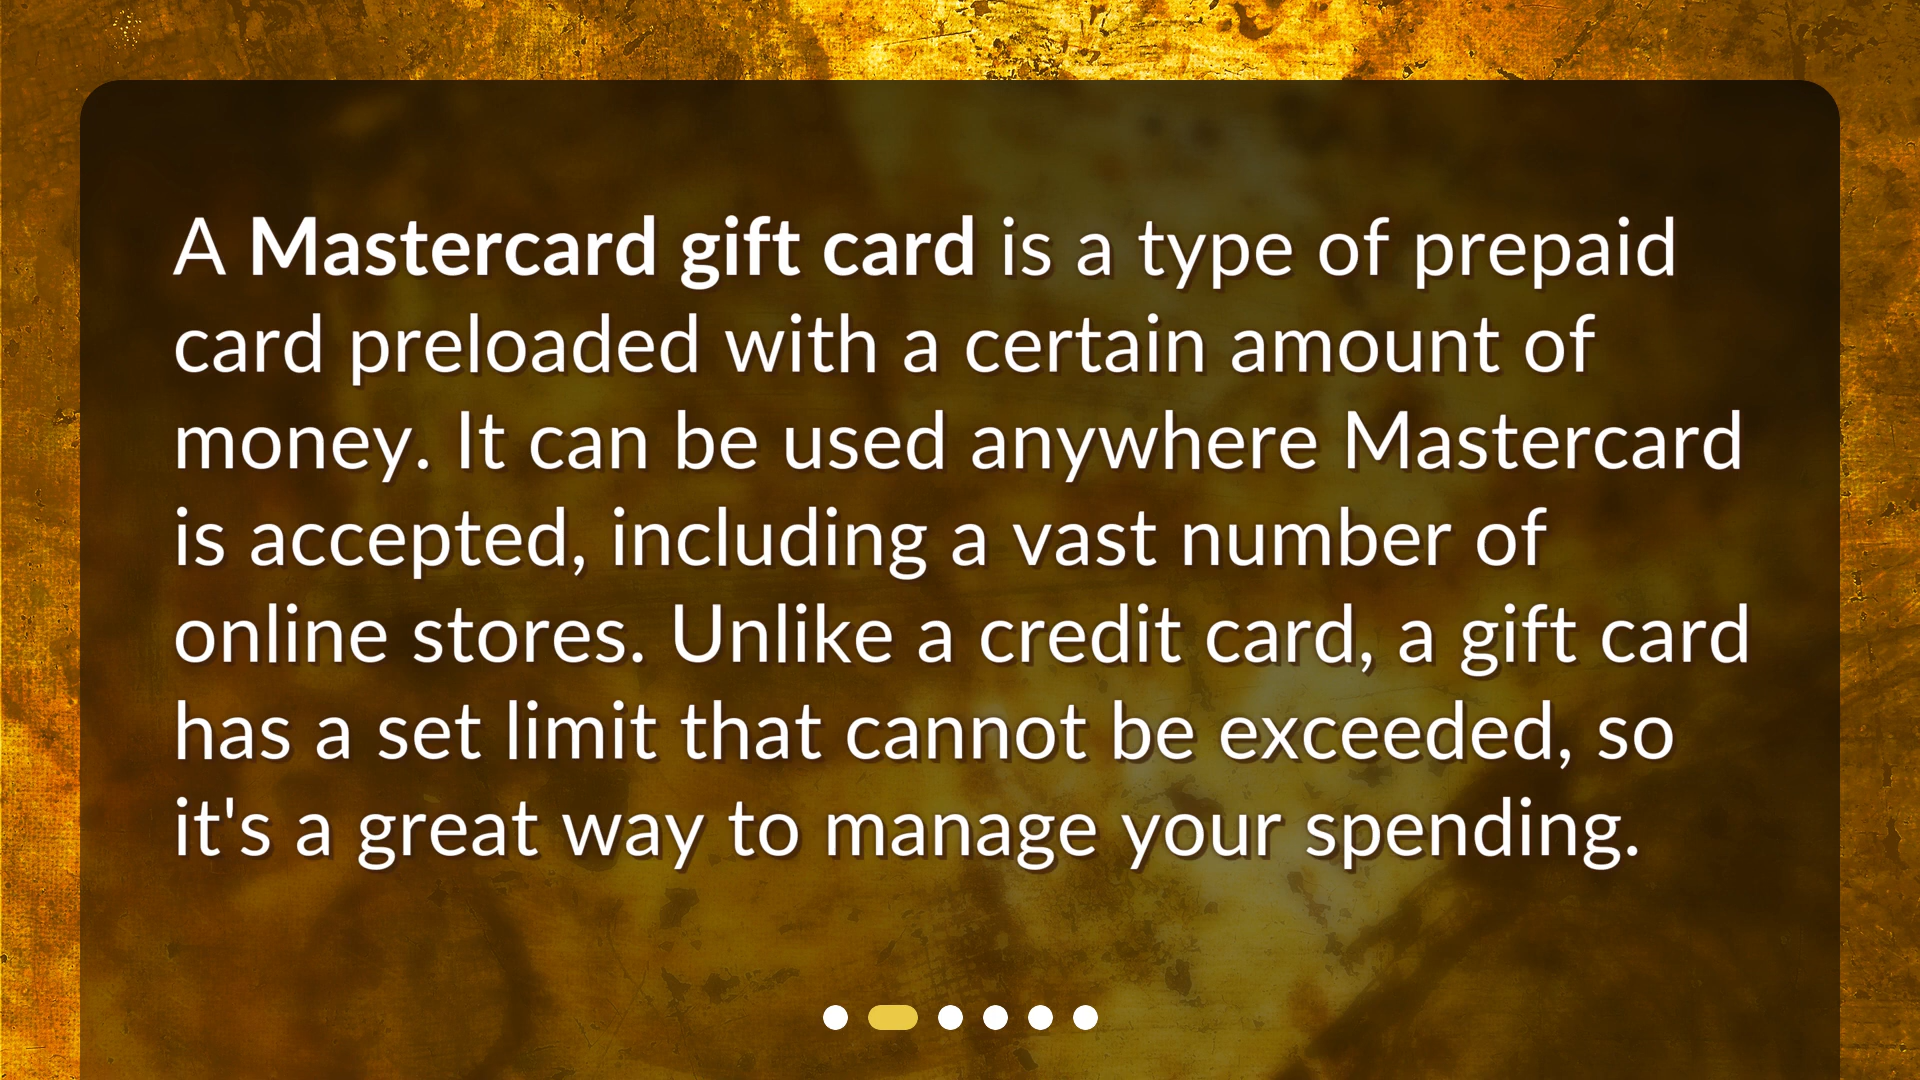 A Mastercard gift card is a type of prepaid
card preloaded with a certain amount of
money. It can be used anywhere Mastercard
is accepted, including a vast number of
online stores. Unlike a credit card, a gift card
has a set limit that cannot be exceeded, so
it's a great way to manage your spending.